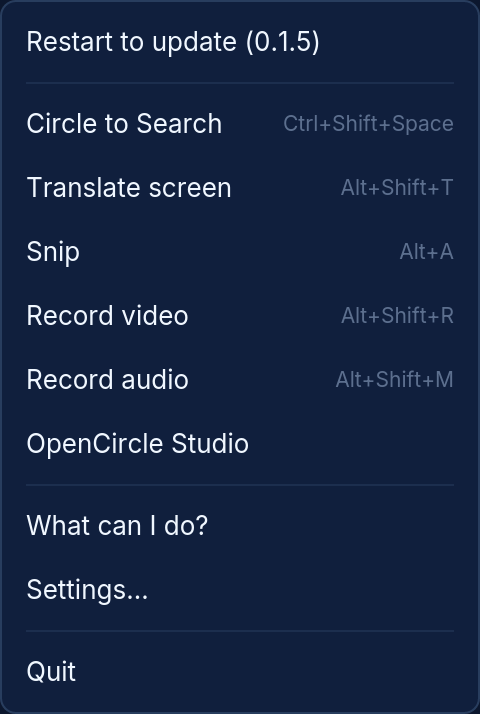 Restart to update (0.1.5)
Circle to Search Ctrl+Shift+Space
Translate screen Alt+Shift+T
Snip Alt+A
Record video Alt+Shift+R
Record audio Alt+Shift+M
OpenCircle Studio
What can I do?
Settings...
Quit